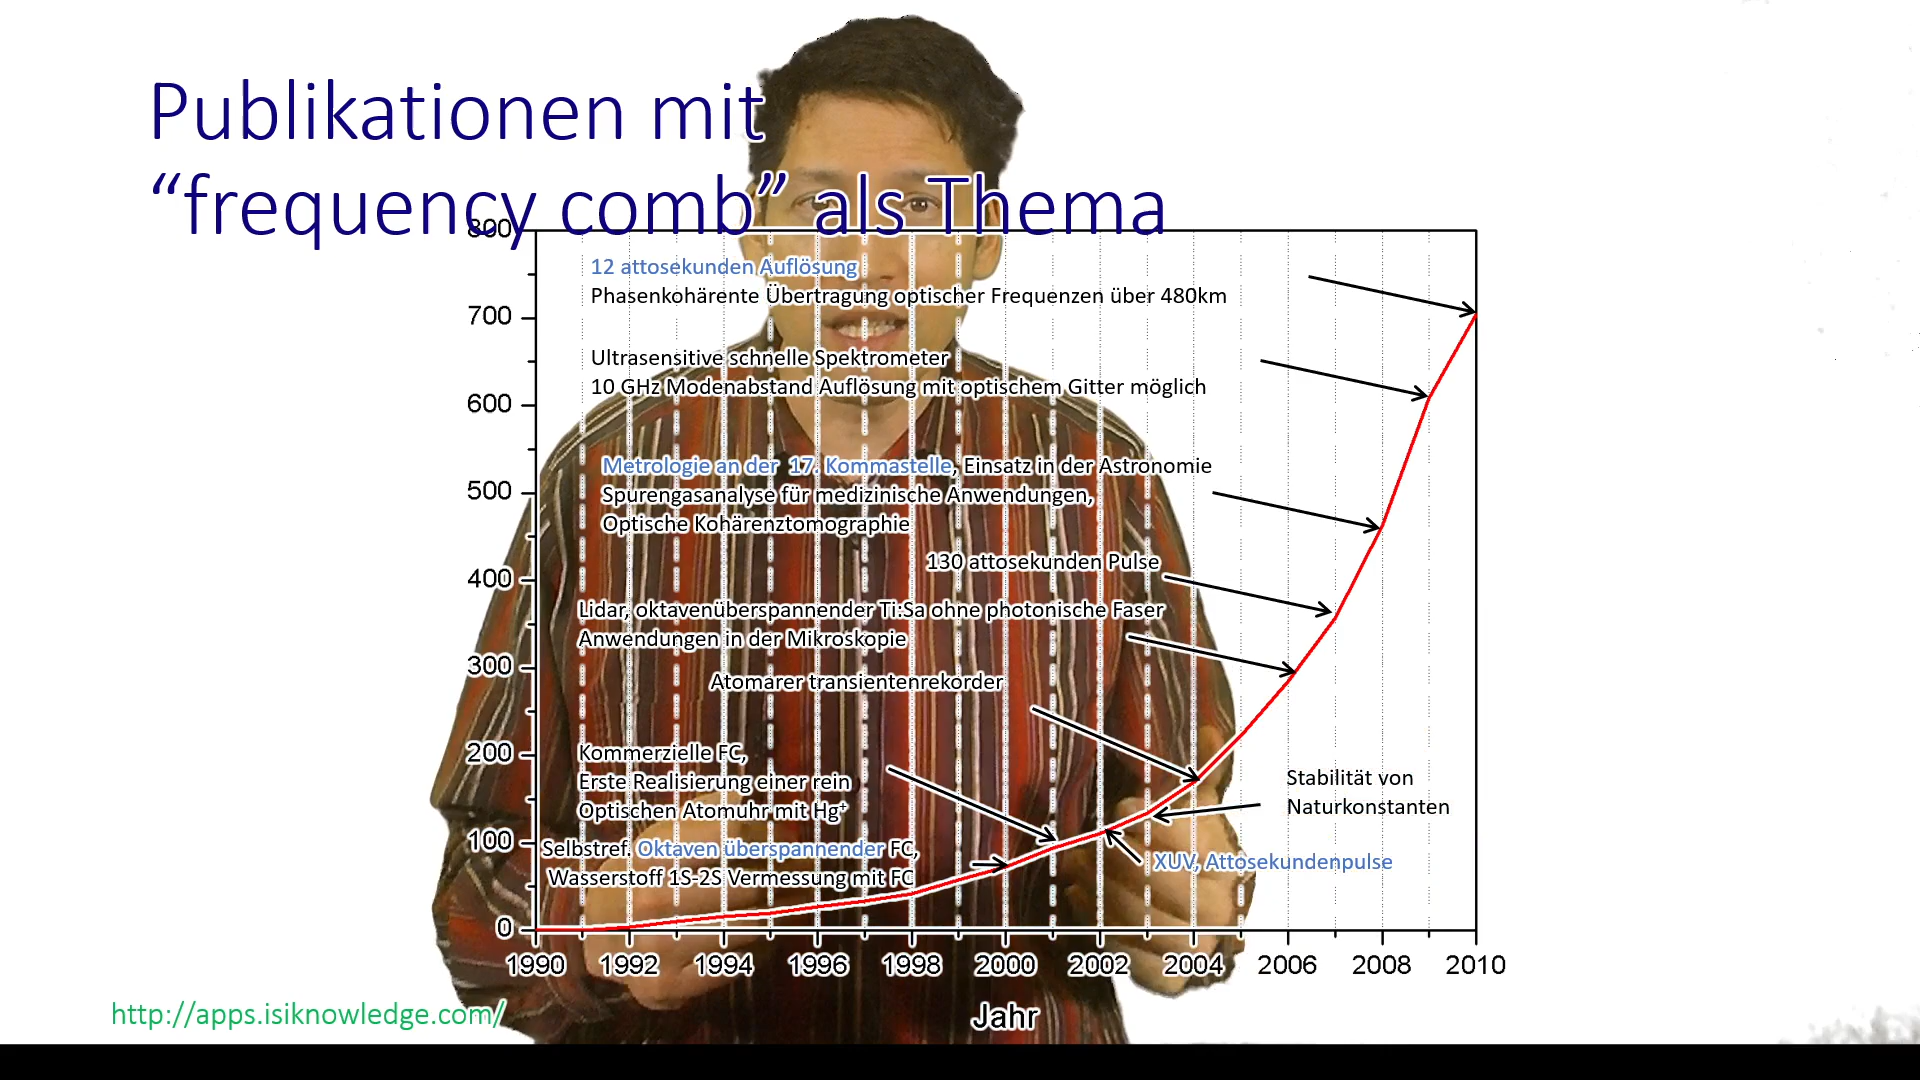 Publikationen mit
“frequency comb” als Thema
800
12 attosekunden Auflösung
Phasenkohärente Übertragung optischer Frequenzen über 480km
700
Ultrasensitive schnelle Spektrometer
10 GHz Modenabstand Auflösung mit optischem Gitter möglich
600
Metrologie an der 17. Kommastelle, Einsatz in der Astronomie
500
Spurengasanalyse für medizinische Anwendungen,
Optische Kohärenztomographie
130 attosekunden Pulse
400
Lidar, oktavenüberspannender Ti:Sa ohne photonische Faser
Anwendungen in der Mikroskopie
300
Atomarer transientenrekorder
200
Kommerzielle FC,
Erste Realisierung einer rein
Optischen Atomuhr mit Hg⁺
Stabilität von
Naturkonstanten
100
Selbstref. Oktaven überspannender FC,
Wasserstoff 1S-2S Vermessung mit FC
XUV, Attosekundenpulse
0
1990 1992 1994 1996 1998 2000 2002 2004 2006 2008 2010
Jahr
http://apps.isiknowledge.com/